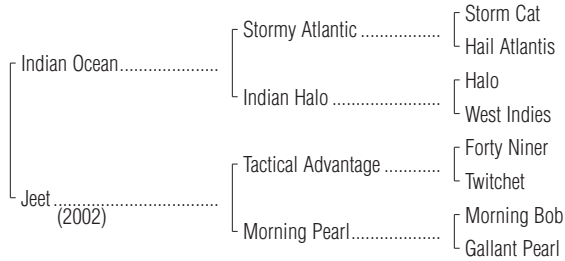 Storm Cat
Stormy Atlantic ..................
Hail Atlantis
Indian Ocean.....................
Halo
Indian Halo .......................
West Indies
Forty Niner
Tactical Advantage ............
Twitchet
Jeet...................................
(2002)
Morning Bob
Morning Pearl...................
Gallant Pearl